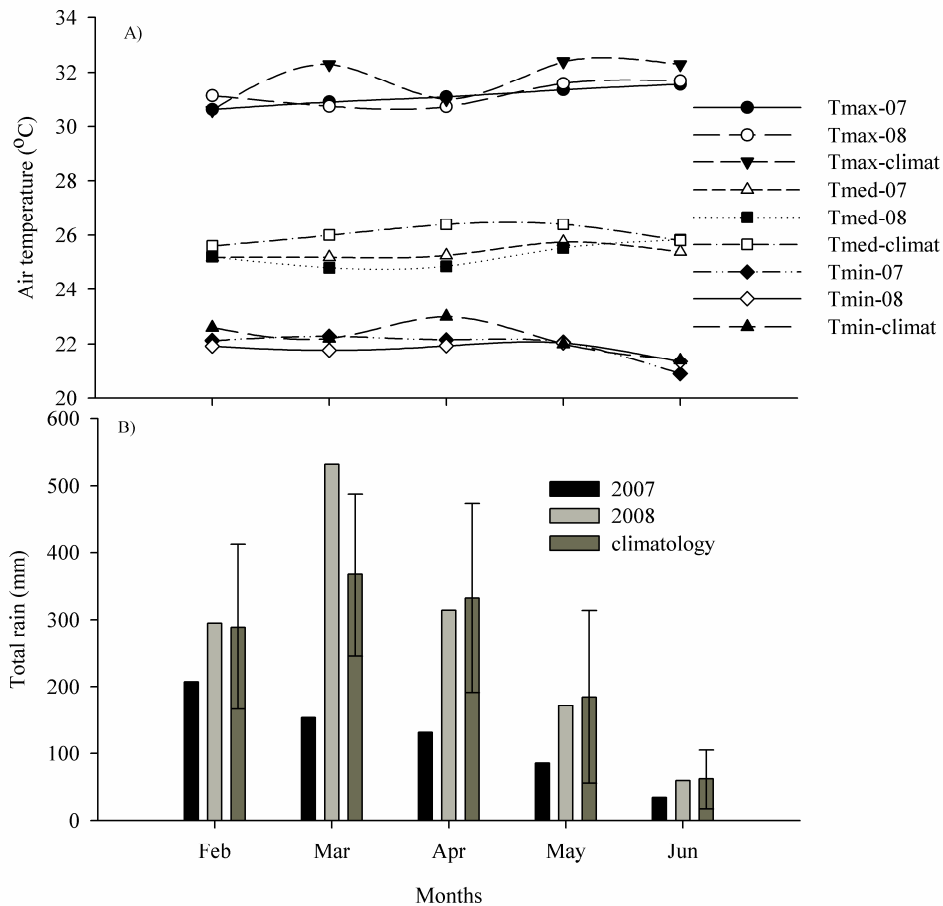 A)
34
32
30
28
26
24
22
20
Air temperature (°C)
Tmax-07
Tmax-08
Tmax-climat
Tmed-07
Tmed-08
Tmed-climat
Tmin-07
Tmin-08
Tmin-climat
B)
600
500
400
300
200
100
0
Total rain (mm)
2007
2008
climatology
Feb Mar Apr May Jun
Months